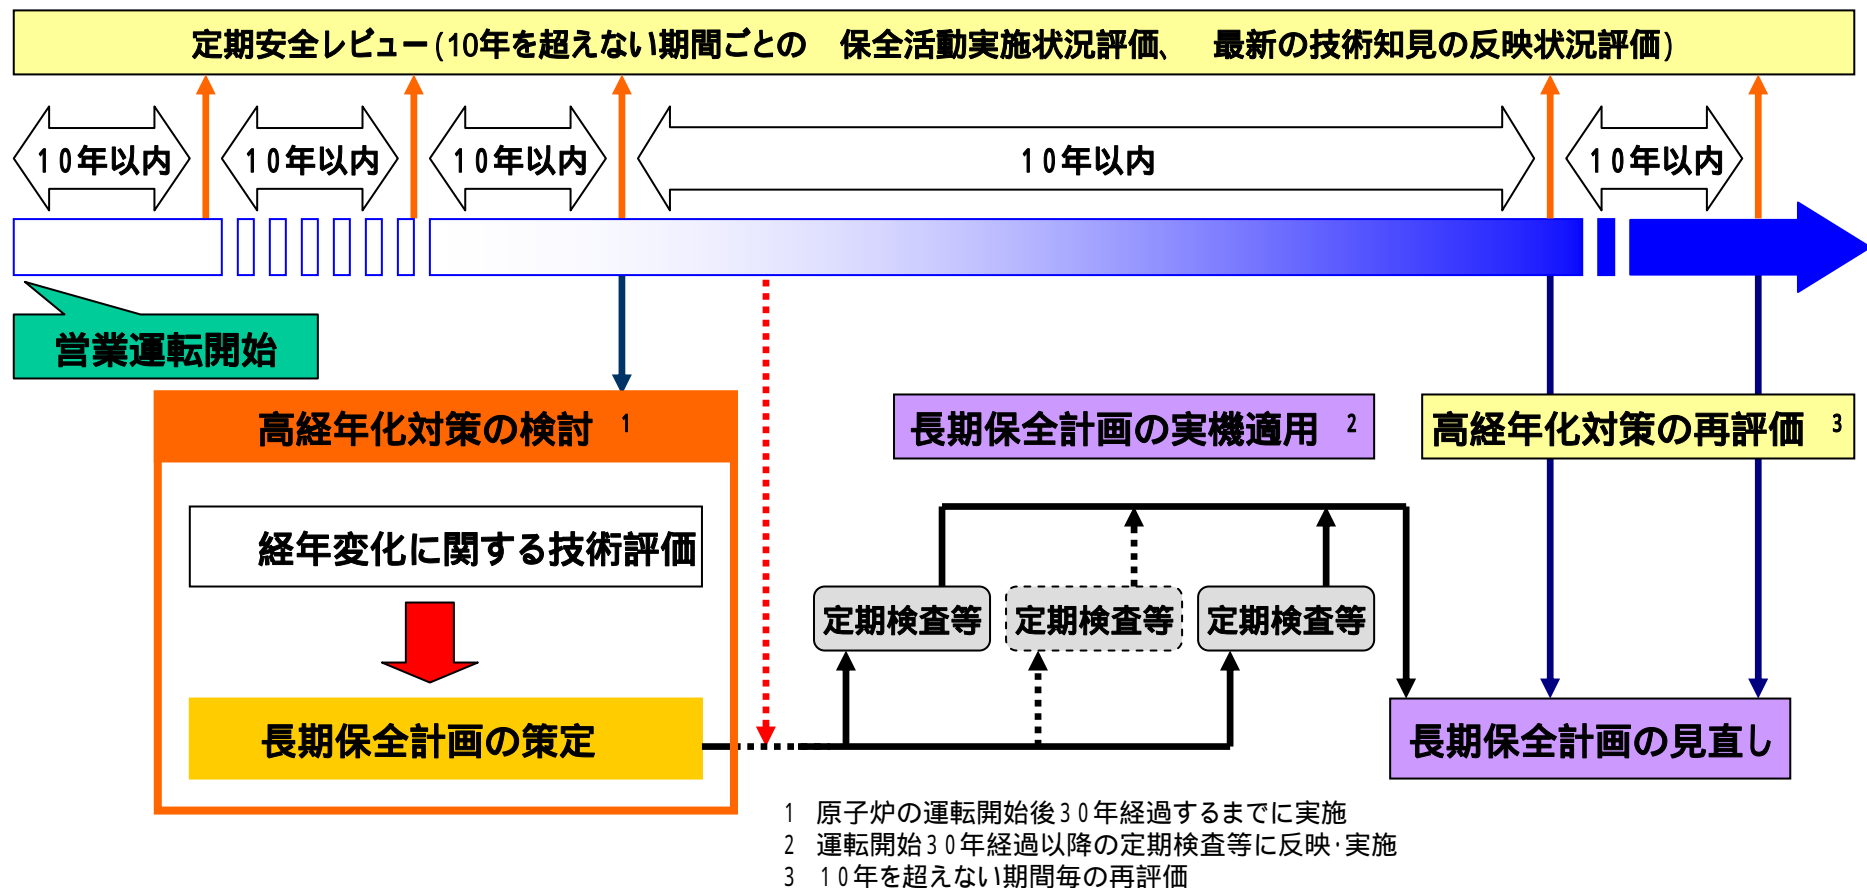 定期安全レビュー(10年を超えない期間ごとの　保全活動実施状況評価、　最新の技術知見の反映状況評価)
10年以内
10年以内
10年以内
10年以内
10年以内
営業運転開始
高経年化対策の検討　1
長期保全計画の実機適用　2
高経年化対策の再評価　3
経年変化に関する技術評価
定期検査等
定期検査等
定期検査等
長期保全計画の策定
長期保全計画の見直し
1　原子炉の運転開始後30年経過するまでに実施
2　運転開始30年経過以降の定期検査等に反映・実施
3　10年を超えない期間毎の再評価